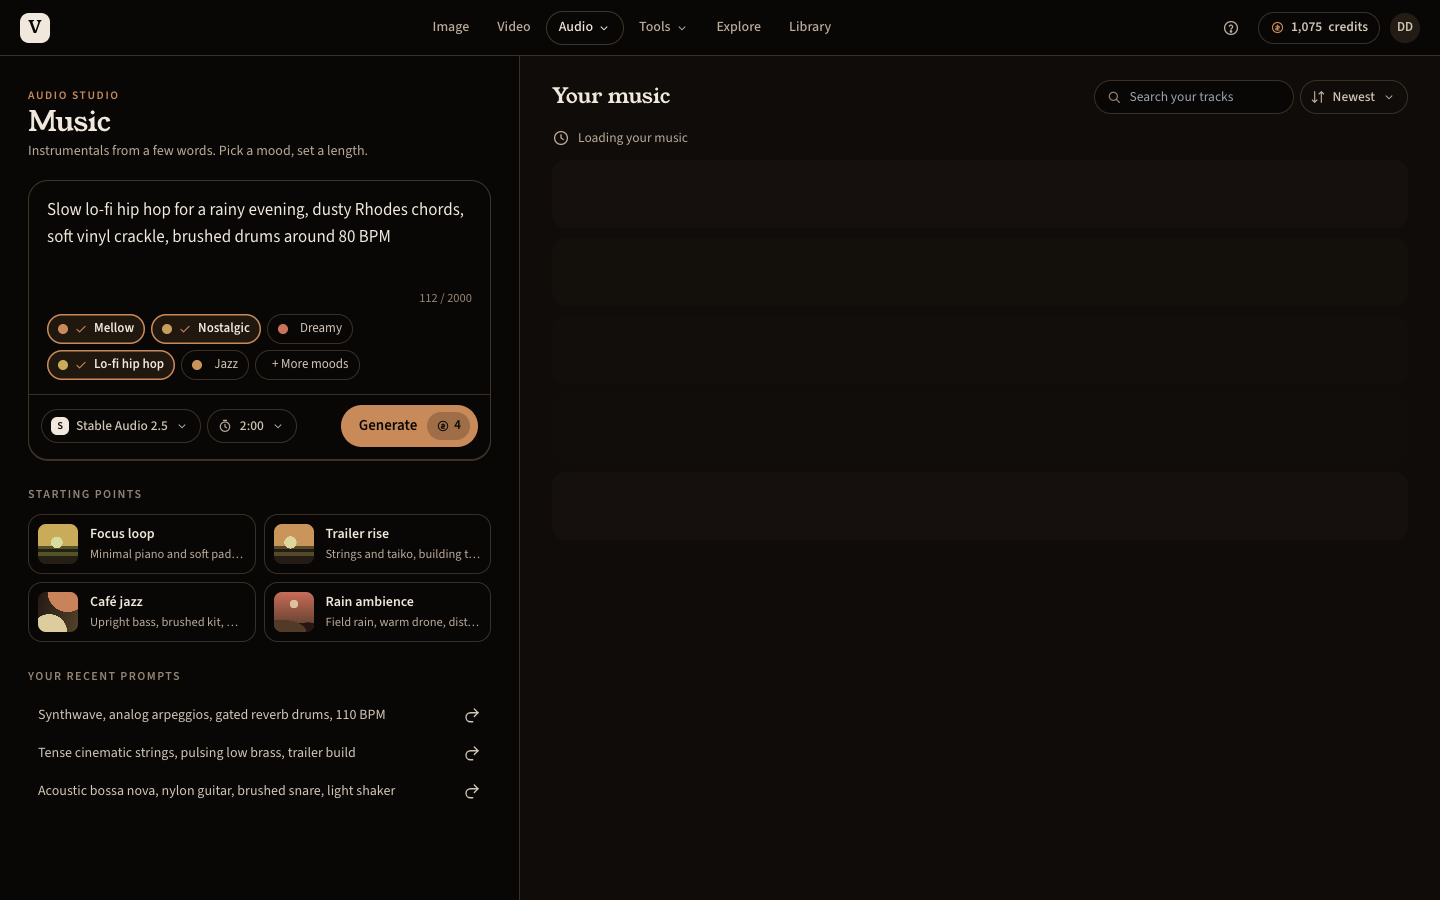 V
Image
Video
Audio
Tools
Explore
Library
1,075 credits
DD
AUDIO STUDIO
Music
Instrumentals from a few words. Pick a mood, set a length.
Slow lo-fi hip hop for a rainy evening, dusty Rhodes chords,
soft vinyl crackle, brushed drums around 80 BPM
112 / 2000
Mellow
Nostalgic
Dreamy
Lo-fi hip hop
Jazz
+ More moods
S
Stable Audio 2.5
2:00
Generate
4
STARTING POINTS
Focus loop
Minimal piano and soft pad…
Trailer rise
Strings and taiko, building t…
Café jazz
Upright bass, brushed kit, …
Rain ambience
Field rain, warm drone, dist…
YOUR RECENT PROMPTS
Synthwave, analog arpeggios, gated reverb drums, 110 BPM
Tense cinematic strings, pulsing low brass, trailer build
Acoustic bossa nova, nylon guitar, brushed snare, light shaker
Your music
Search your tracks
Newest
Loading your music